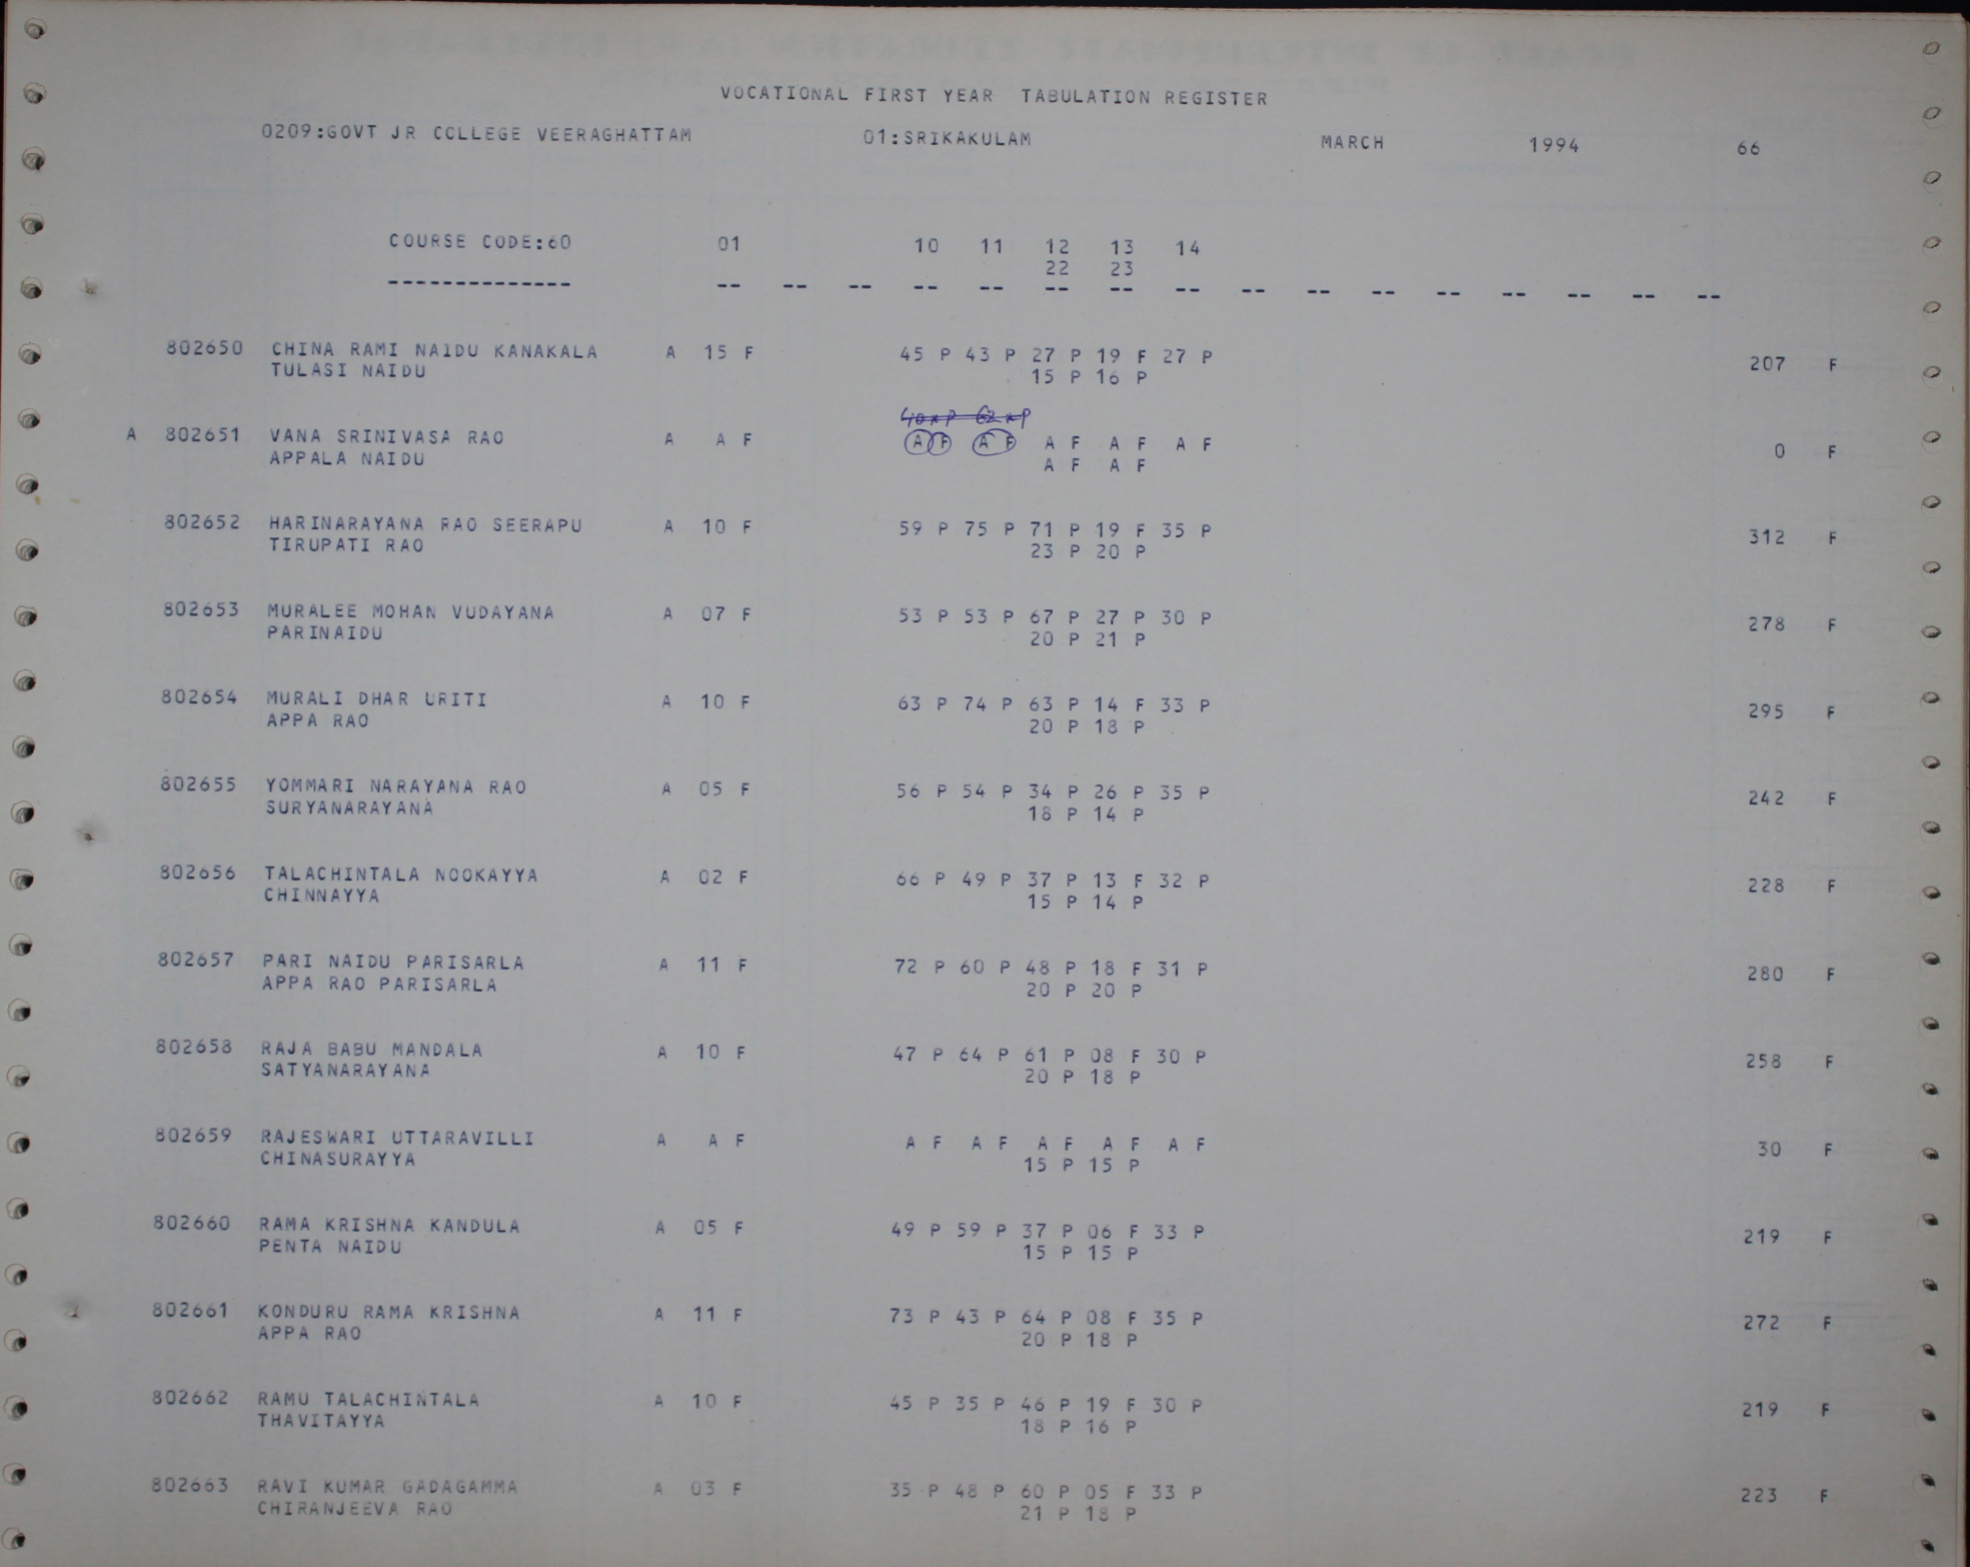 VOCATIONAL FIRST YEAR TABULATION REGISTER
0209:GOVT JR COLLEGE VEERAGHATTAM 01:SRIKAKULAM MARCH 1994 66
COURSE CODE:60 01 10 11 12 13 14
22 23
-------------- -- -- -- -- -- -- -- -- -- -- -- -- -- -- -- --
802650 CHINA RAMI NAIDU KANAKALA A 15 F 45 P 43 P 27 P 19 F 27 P 207 F
TULASI NAIDU 15 P 16 P
40*P 62*P
A 802651 VANA SRINIVASA RAO A A F A F A F A F A F A F 0 F
APPALA NAIDU A F A F
802652 HARINARAYANA RAO SEERAPU A 10 F 59 P 75 P 71 P 19 F 35 P 312 F
TIRUPATI RAO 23 P 20 P
802653 MURALEE MOHAN VUDAYANA A 07 F 53 P 53 P 67 P 27 P 30 P 278 F
PARINAIDU 20 P 21 P
802654 MURALI DHAR URITI A 10 F 63 P 74 P 63 P 14 F 33 P 295 F
APPA RAO 20 P 18 P
802655 YOMMARI NARAYANA RAO A 05 F 56 P 54 P 34 P 26 P 35 P 242 F
SURYANARAYANA 18 P 14 P
802656 TALACHINTALA NOOKAYYA A 02 F 66 P 49 P 37 P 13 F 32 P 228 F
CHINNAYYA 15 P 14 P
802657 PARI NAIDU PARISARLA A 11 F 72 P 60 P 48 P 18 F 31 P 280 F
APPA RAO PARISARLA 20 P 20 P
802658 RAJA BABU MANDALA A 10 F 47 P 64 P 61 P 08 F 30 P 258 F
SATYANARAYANA 20 P 18 P
802659 RAJESWARI UTTARAVILLI A A F A F A F A F A F A F 30 F
CHINASURAYYA 15 P 15 P
802660 RAMA KRISHNA KANDULA A 05 F 49 P 59 P 37 P 06 F 33 P 219 F
PENTA NAIDU 15 P 15 P
802661 KONDURU RAMA KRISHNA A 11 F 73 P 43 P 64 P 08 F 35 P 272 F
APPA RAO 20 P 18 P
802662 RAMU TALACHINTALA A 10 F 45 P 35 P 46 P 19 F 30 P 219 F
THAVITAYYA 18 P 16 P
802663 RAVI KUMAR GADAGAMMA A 03 F 35 P 48 P 60 P 05 F 33 P 223 F
CHIRANJEEVA RAO 21 P 18 P